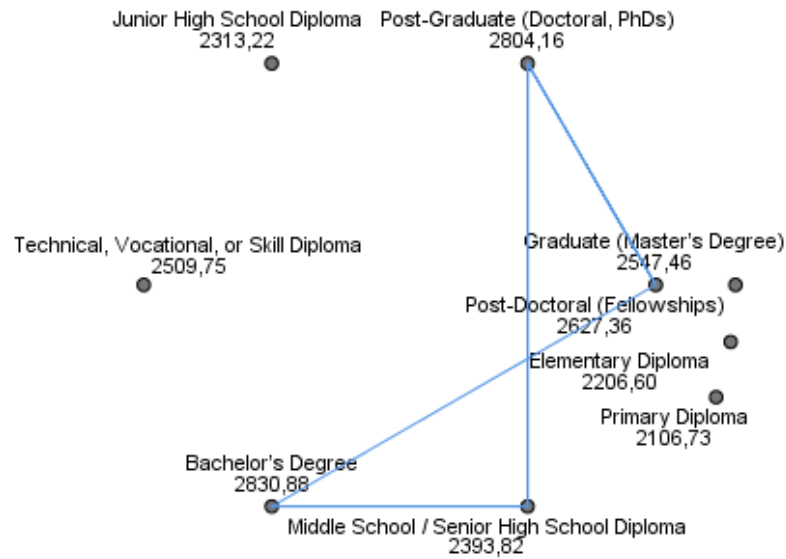 Junior High School Diploma
2313,22
Post-Graduate (Doctoral, PhDs)
2804,16
Technical, Vocational, or Skill Diploma
2509,75
Graduate (Master's Degree)
2547,46
Post-Doctoral (Fellowships)
2627,36
Elementary Diploma
2206,60
Primary Diploma
2106,73
Bachelor's Degree
2830,88
Middle School / Senior High School Diploma
2393,82